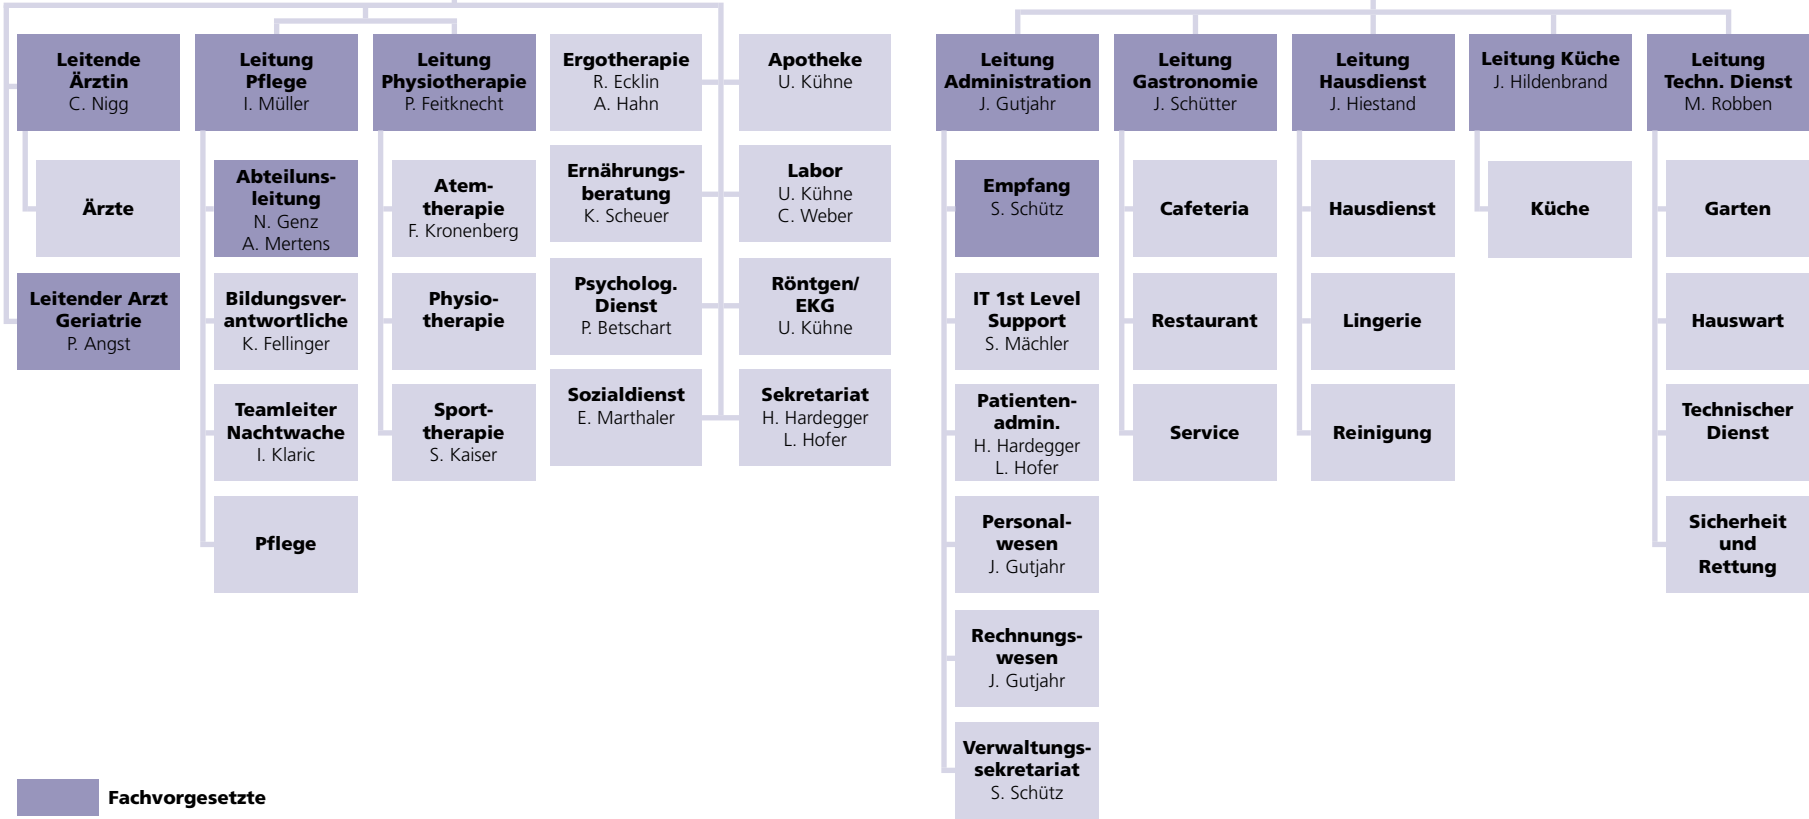 Leitende
Ärztin
C. Nigg
Ärzte
Leitender Arzt
Geriatrie
P. Angst
Leitung
Pflege
I. Müller
Abteiluns-
leitung
N. Genz
A. Mertens
Bildungsver-
antwortliche
K. Fellinger
Teamleiter
Nachtwache
I. Klaric
Pflege
Leitung
Physiotherapie
P. Feitknecht
Atem-
therapie
F. Kronenberg
Physio-
therapie
Sport-
therapie
S. Kaiser
Ergotherapie
R. Ecklin
A. Hahn
Ernährungs-
beratung
K. Scheuer
Psycholog.
Dienst
P. Betschart
Sozialdienst
E. Marthaler
Apotheke
U. Kühne
Labor
U. Kühne
C. Weber
Röntgen/
EKG
U. Kühne
Sekretariat
H. Hardegger
L. Hofer
Leitung
Administration
J. Gutjahr
Empfang
S. Schütz
IT 1st Level
Support
S. Mächler
Patienten-
admin.
H. Hardegger
L. Hofer
Personal-
wesen
J. Gutjahr
Rechnungs-
wesen
J. Gutjahr
Verwaltungs-
sekretariat
S. Schütz
Leitung
Gastronomie
J. Schütter
Cafeteria
Restaurant
Service
Leitung
Hausdienst
J. Hiestand
Hausdienst
Lingerie
Reinigung
Leitung Küche
J. Hildenbrand
Küche
Leitung
Techn. Dienst
M. Robben
Garten
Hauswart
Technischer
Dienst
Sicherheit
und
Rettung
Fachvorgesetzte